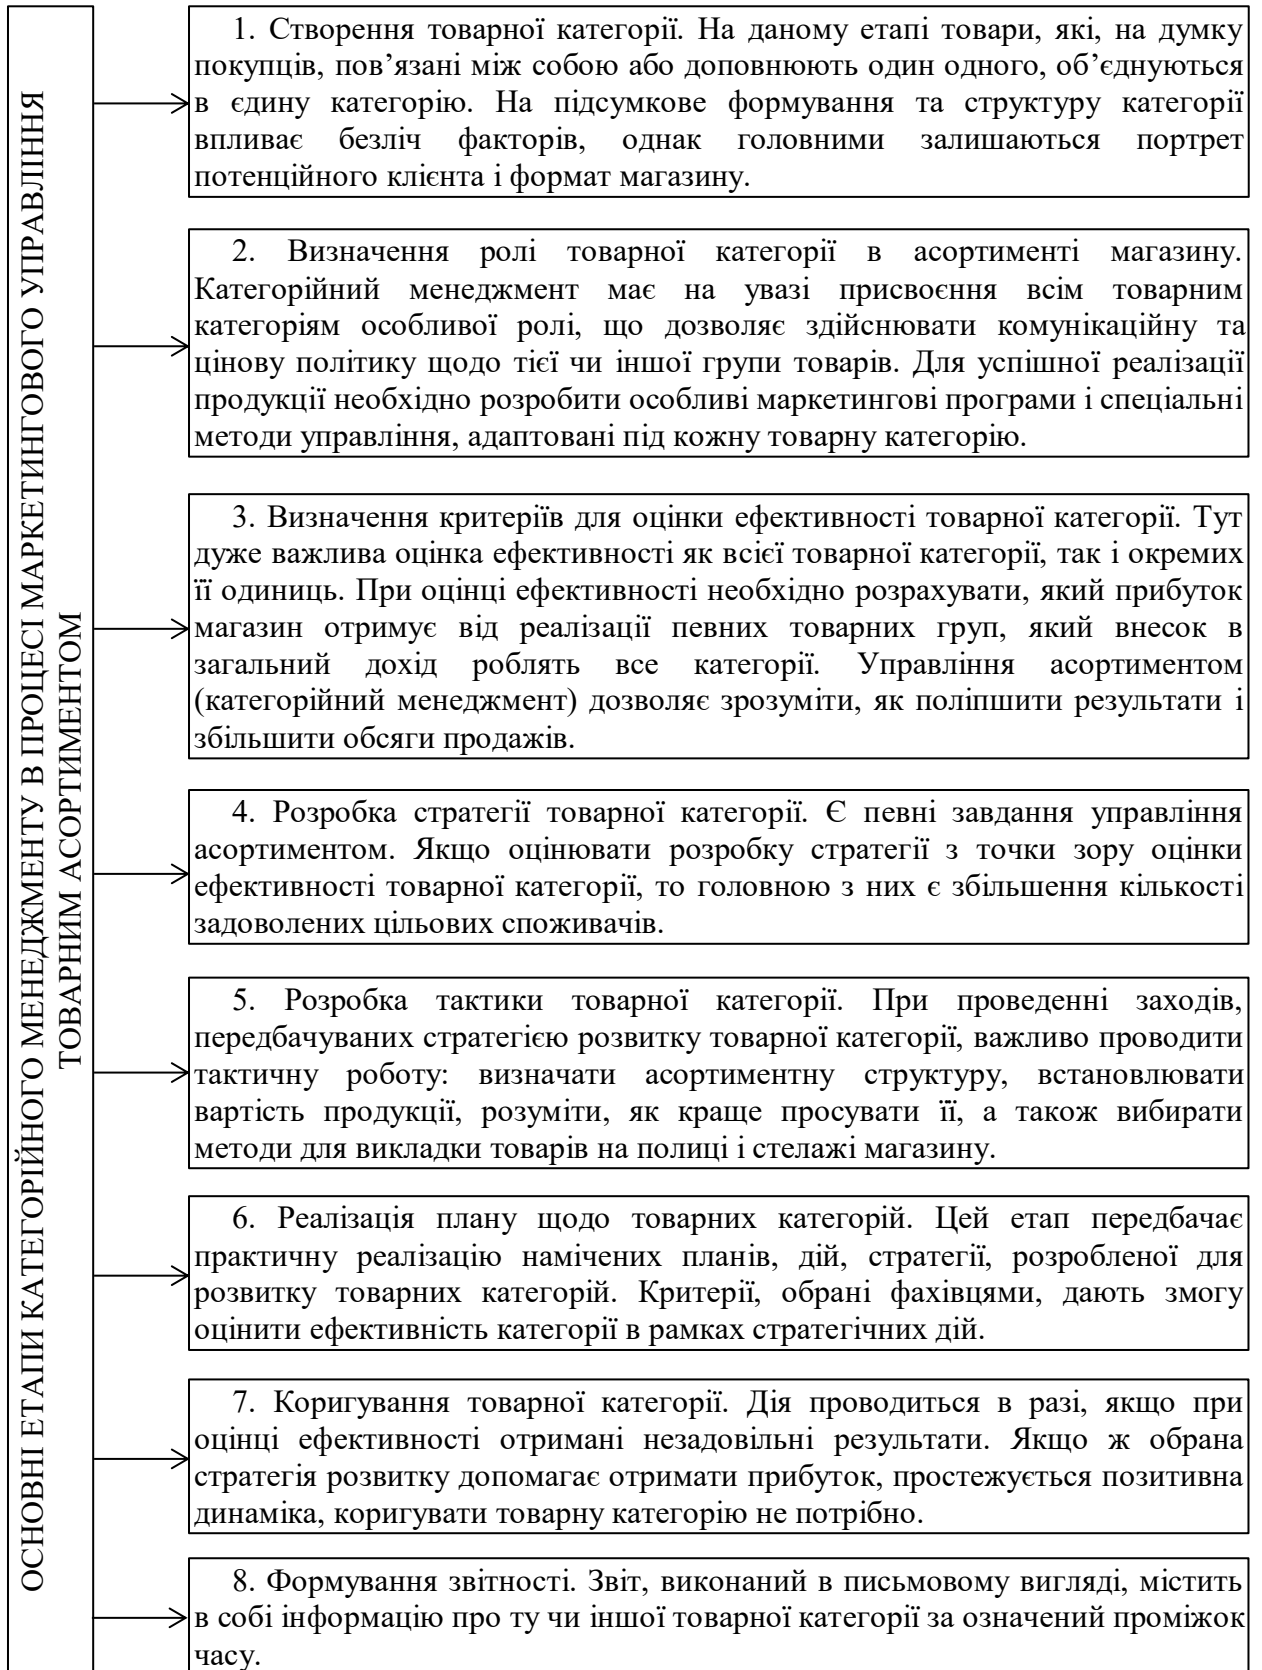 ОСНОВНІ ЕТАПИ КАТЕГОРІЙНОГО МЕНЕДЖМЕНТУ В ПРОЦЕСІ МАРКЕТИНГОВОГО УПРАВЛІННЯ
ТОВАРНИМ АСОРТИМЕНТОМ
1. Створення товарної категорії. На даному етапі товари, які, на думку
покупців, пов’язані між собою або доповнюють один одного, об’єднуються
в єдину категорію. На підсумкове формування та структуру категорії
впливає безліч факторів, однак головними залишаються портрет
потенційного клієнта і формат магазину.
2. Визначення ролі товарної категорії в асортименті магазину.
Категорійний менеджмент має на увазі присвоєння всім товарним
категоріям особливої ролі, що дозволяє здійснювати комунікаційну та
цінову політику щодо тієї чи іншої групи товарів. Для успішної реалізації
продукції необхідно розробити особливі маркетингові програми і спеціальні
методи управління, адаптовані під кожну товарну категорію.
3. Визначення критеріїв для оцінки ефективності товарної категорії. Тут
дуже важлива оцінка ефективності як всієї товарної категорії, так і окремих
її одиниць. При оцінці ефективності необхідно розрахувати, який прибуток
магазин отримує від реалізації певних товарних груп, який внесок в
загальний дохід роблять все категорії. Управління асортиментом
(категорійний менеджмент) дозволяє зрозуміти, як поліпшити результати і
збільшити обсяги продажів.
4. Розробка стратегії товарної категорії. Є певні завдання управління
асортиментом. Якщо оцінювати розробку стратегії з точки зору оцінки
ефективності товарної категорії, то головною з них є збільшення кількості
задоволених цільових споживачів.
5. Розробка тактики товарної категорії. При проведенні заходів,
передбачуваних стратегією розвитку товарної категорії, важливо проводити
тактичну роботу: визначати асортиментну структуру, встановлювати
вартість продукції, розуміти, як краще просувати її, а також вибирати
методи для викладки товарів на полиці і стелажі магазину.
6. Реалізація плану щодо товарних категорій. Цей етап передбачає
практичну реалізацію намічених планів, дій, стратегії, розробленої для
розвитку товарних категорій. Критерії, обрані фахівцями, дають змогу
оцінити ефективність категорії в рамках стратегічних дій.
7. Коригування товарної категорії. Дія проводиться в разі, якщо при
оцінці ефективності отримані незадовільні результати. Якщо ж обрана
стратегія розвитку допомагає отримати прибуток, простежується позитивна
динаміка, коригувати товарну категорію не потрібно.
8. Формування звітності. Звіт, виконаний в письмовому вигляді, містить
в собі інформацію про ту чи іншої товарної категорії за означений проміжок
часу.